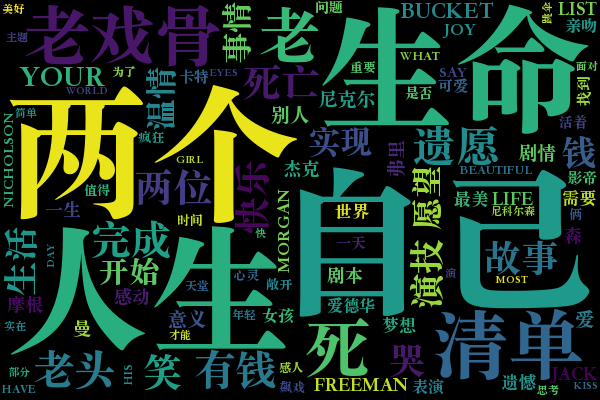 美好
老戏骨
事情
老
问题
生命
BUCKET
LIST
JOY
亲吻
主题
YOUR
卡特
为了
EYES
WORLD
温情
死亡
重要
WHAT
SAY
可爱
面对
找到
尼克尔
是否
别人
NICHOLSON
简单
两个
疯狂
GIRL
实现
遗愿
剧情
活着
钱
两位
值得
快乐
杰克
弗里
愿望
BEAUTIFUL
影帝
一生
时间
MORGAN
世界
自己
最美
LIFE
尼科尔森
需要
俩
生活
DAY
完成
人生
快
一天
演技
故事
森
开始
心灵
敞开
剧本
演
MOST
摩根
感动
天堂
爱德华
实在
曼
意义
年轻
女孩
梦想
清单
爱
才能
死
哭
部分
老头
HIS
笑
有钱
感人
飙戏
FREEMAN
表演
遗憾
JACK
HAVE
思考
KISS